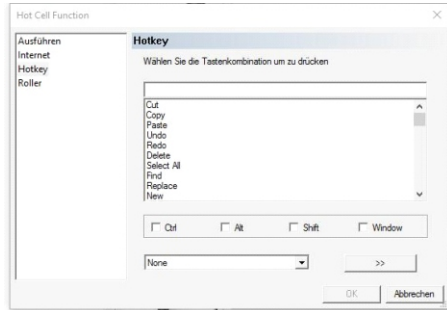 Hot Cell Function
Ausführen
Internet
Hotkey
Roller
Hotkey
Wählen Sie die Tastenkombination um zu drücken
Cut
Copy
Paste
Undo
Redo
Delete
Select All
Find
Replace
New
Ctrl Alt Shift Window
None >>
OK Abbrechen